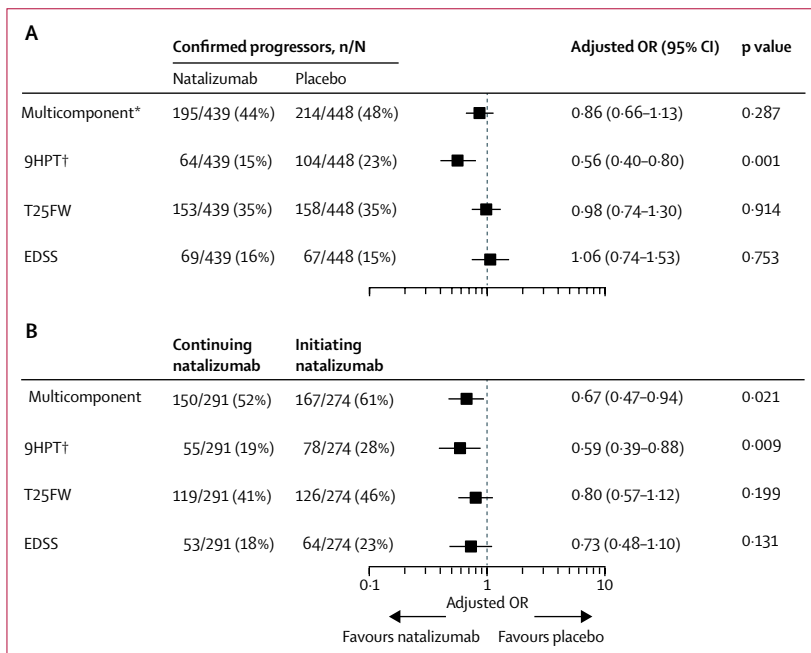 A
Confirmed progressors, n/N Adjusted OR (95% CI) p value
Natalizumab Placebo
Multicomponent* 195/439 (44%) 214/448 (48%) 0·86 (0·66–1·13) 0·287
9HPT† 64/439 (15%) 104/448 (23%) 0·56 (0·40–0·80) 0·001
T25FW 153/439 (35%) 158/448 (35%) 0·98 (0·74–1·30) 0·914
EDSS 69/439 (16%) 67/448 (15%) 1·06 (0·74–1·53) 0·753
B
Continuing Initiating
natalizumab natalizumab
Multicomponent 150/291 (52%) 167/274 (61%) 0·67 (0·47–0·94) 0·021
9HPT† 55/291 (19%) 78/274 (28%) 0·59 (0·39–0·88) 0·009
T25FW 119/291 (41%) 126/274 (46%) 0·80 (0·57–1·12) 0·199
EDSS 53/291 (18%) 64/274 (23%) 0·73 (0·48–1·10) 0·131
0·1 1 10
Adjusted OR
Favours natalizumab Favours placebo